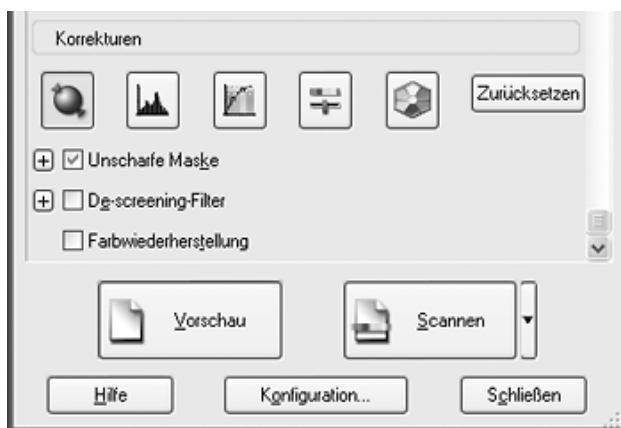 Korrekturen
Zurücksetzen
Unscharfe Maske
De-screening-Filter
Farbwiederherstellung
Vorschau
Scannen
Hilfe
Konfiguration...
Schließen